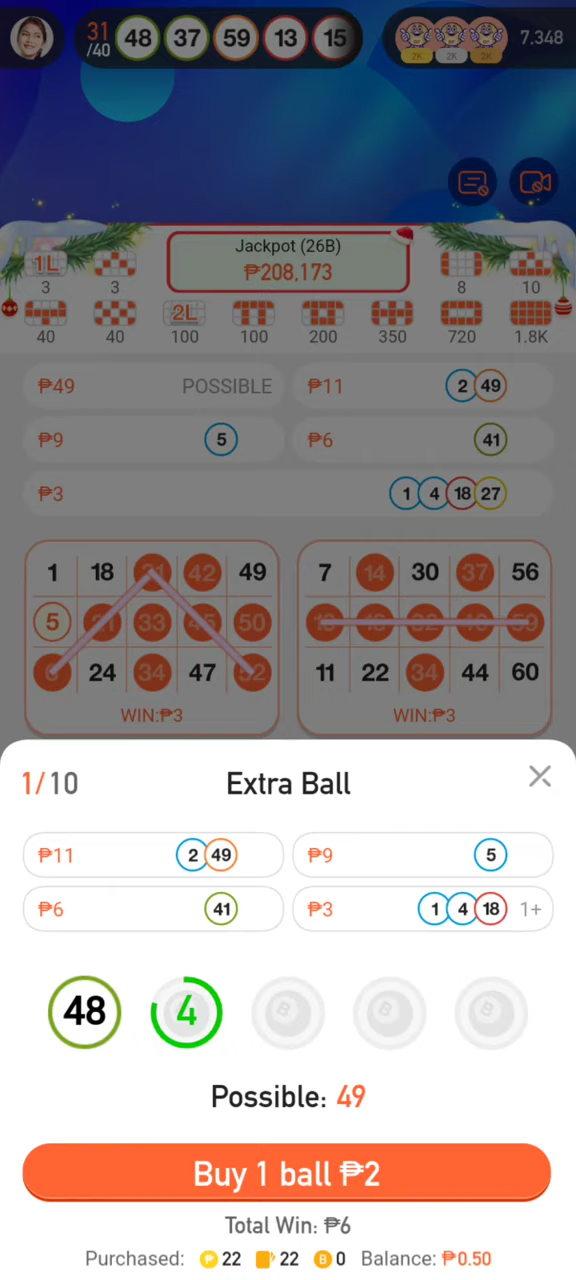 31
/40
48 37 59 13 15
2K 2K 2K
7.348
Jackpot (26B)
₱208,173
1L
3 3 8 10
2L
40 40 100 100 200 350 720 1.8K
₱49 POSSIBLE
₱11 2 49
₱9 5
₱6 41
₱3 1 4 18 27
1 18 42 49
5 33 50
24 34 47 52
WIN:₱3
7 14 30 37 56
11 22 34 44 60
WIN:₱3
1/10
Extra Ball
₱11 2 49
₱9 5
₱6 41
₱3 1 4 18 1+
48 4
Possible: 49
Buy 1 ball ₱2
Total Win: ₱6
Purchased: P 22 22 B 0 Balance: ₱0.50